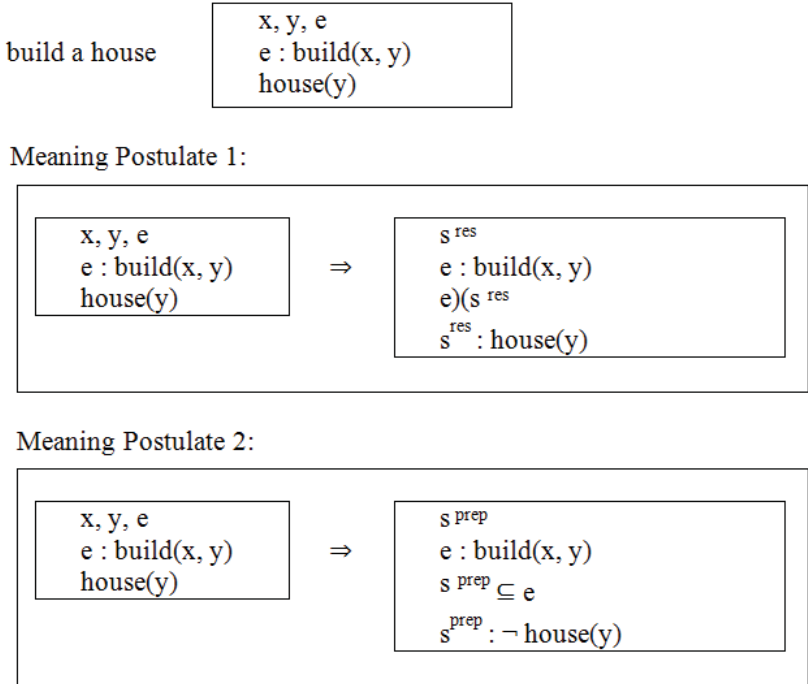 x, y, e
build a house e : build(x, y)
house(y)
Meaning Postulate 1:
x, y, e s res
e : build(x, y) ⇒ e : build(x, y)
house(y) e)(s res
s res : house(y)
Meaning Postulate 2:
x, y, e s prep
e : build(x, y) ⇒ e : build(x, y)
house(y) s prep ⊆ e
s prep : ¬ house(y)